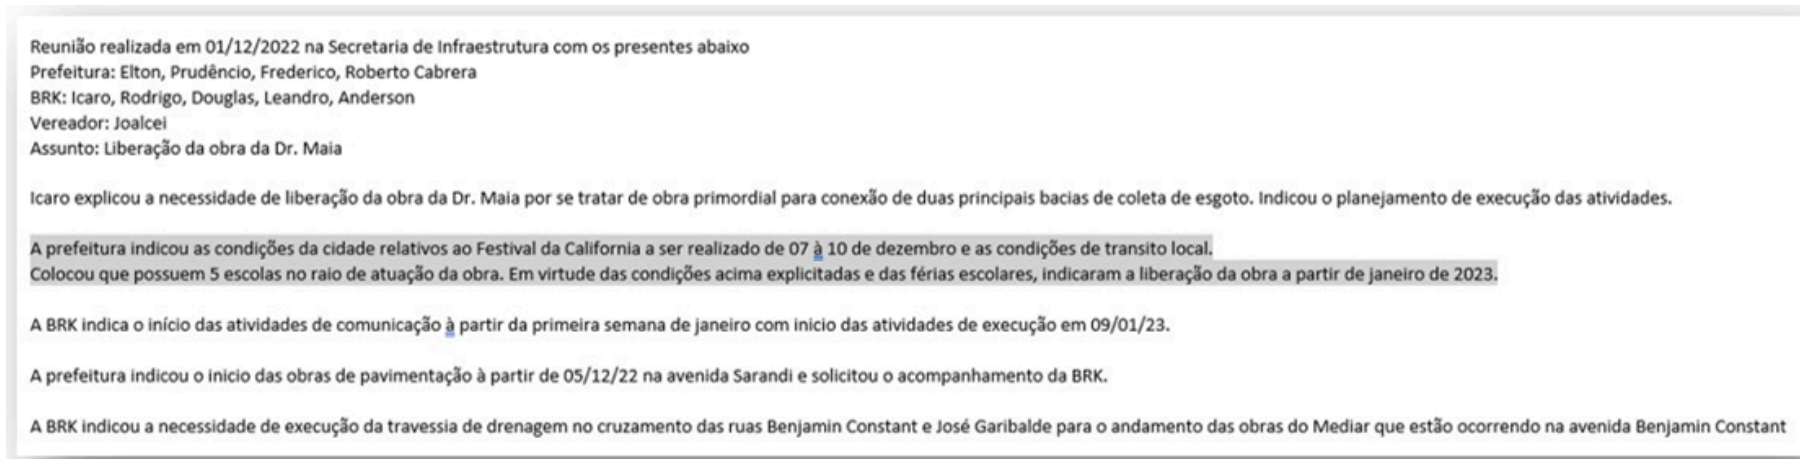 Reunião realizada em 01/12/2022 na Secretaria de Infraestrutura com os presentes abaixo
Prefeitura: Elton, Prudêncio, Frederico, Roberto Cabrera
BRK: Icaro, Rodrigo, Douglas, Leandro, Anderson
Vereador: Joalcei
Assunto: Liberação da obra da Dr. Maia
Icaro explicou a necessidade de liberação da obra da Dr. Maia por se tratar de obra primordial para conexão de duas principais bacias de coleta de esgoto. Indicou o planejamento de execução das atividades.
A prefeitura indicou as condições da cidade relativos ao Festival da California a ser realizado de 07 à 10 de dezembro e as condições de transito local.
Colocou que possuem 5 escolas no raio de atuação da obra. Em virtude das condições acima explicitadas e das férias escolares, indicaram a liberação da obra a partir de janeiro de 2023.
A BRK indica o início das atividades de comunicação à partir da primeira semana de janeiro com inicio das atividades de execução em 09/01/23.
A prefeitura indicou o inicio das obras de pavimentação à partir de 05/12/22 na avenida Sarandi e solicitou o acompanhamento da BRK.
A BRK indicou a necessidade de execução da travessia de drenagem no cruzamento das ruas Benjamin Constant e José Garibalde para o andamento das obras do Mediar que estão ocorrendo na avenida Benjamin Constant